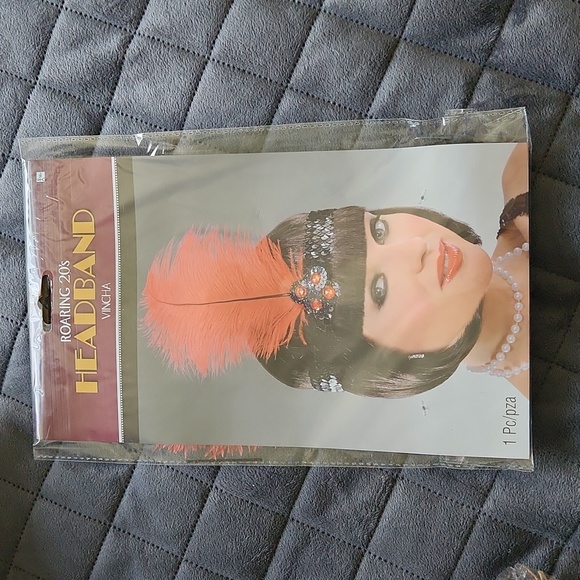 ROARING 20's
HEADBAND
VINCHA
1 Pc/pza